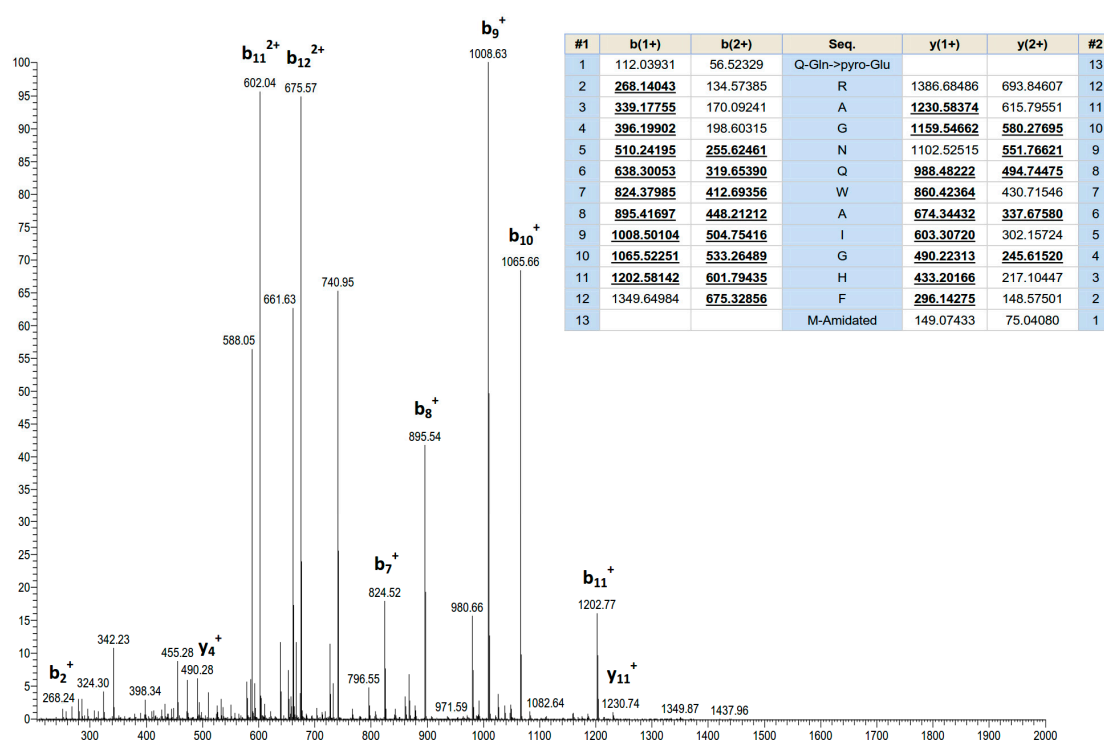 b9+
b11 2+
b12 2+
602.04
675.57
1008.63
b10+
1065.66
740.95
661.63
588.05
b8+
895.54
b7+
824.52
b11+
1202.77
980.66
342.23
455.28
y4+
490.28
b2+
268.24
324.30
398.34
796.55
971.59
1082.64
y11+
1230.74
1349.87
1437.96
100
95
90
85
80
75
70
65
60
55
50
45
40
35
30
25
20
15
10
5
0
300 400 500 600 700 800 900 1000 1100 1200 1300 1400 1500 1600 1700 1800 1900 2000
#1 b(1+) b(2+) Seq. y(1+) y(2+) #2
1 112.03931 56.52329 Q-Gln->pyro-Glu 13
2 268.14043 134.57385 R 1386.68486 693.84607 12
3 339.17755 170.09241 A 1230.58374 615.79551 11
4 396.19902 198.60315 G 1159.54662 580.27695 10
5 510.24195 255.62461 N 1102.52515 551.76621 9
6 638.30053 319.65390 Q 988.48222 494.74475 8
7 824.37985 412.69356 W 860.42364 430.71546 7
8 895.41697 448.21212 A 674.34432 337.67580 6
9 1008.50104 504.75416 I 603.30720 302.15724 5
10 1065.52251 533.26489 G 490.22313 245.61520 4
11 1202.58142 601.79435 H 433.20166 217.10447 3
12 1349.64984 675.32856 F 296.14275 148.57501 2
13 M-Amidated 149.07433 75.04080 1